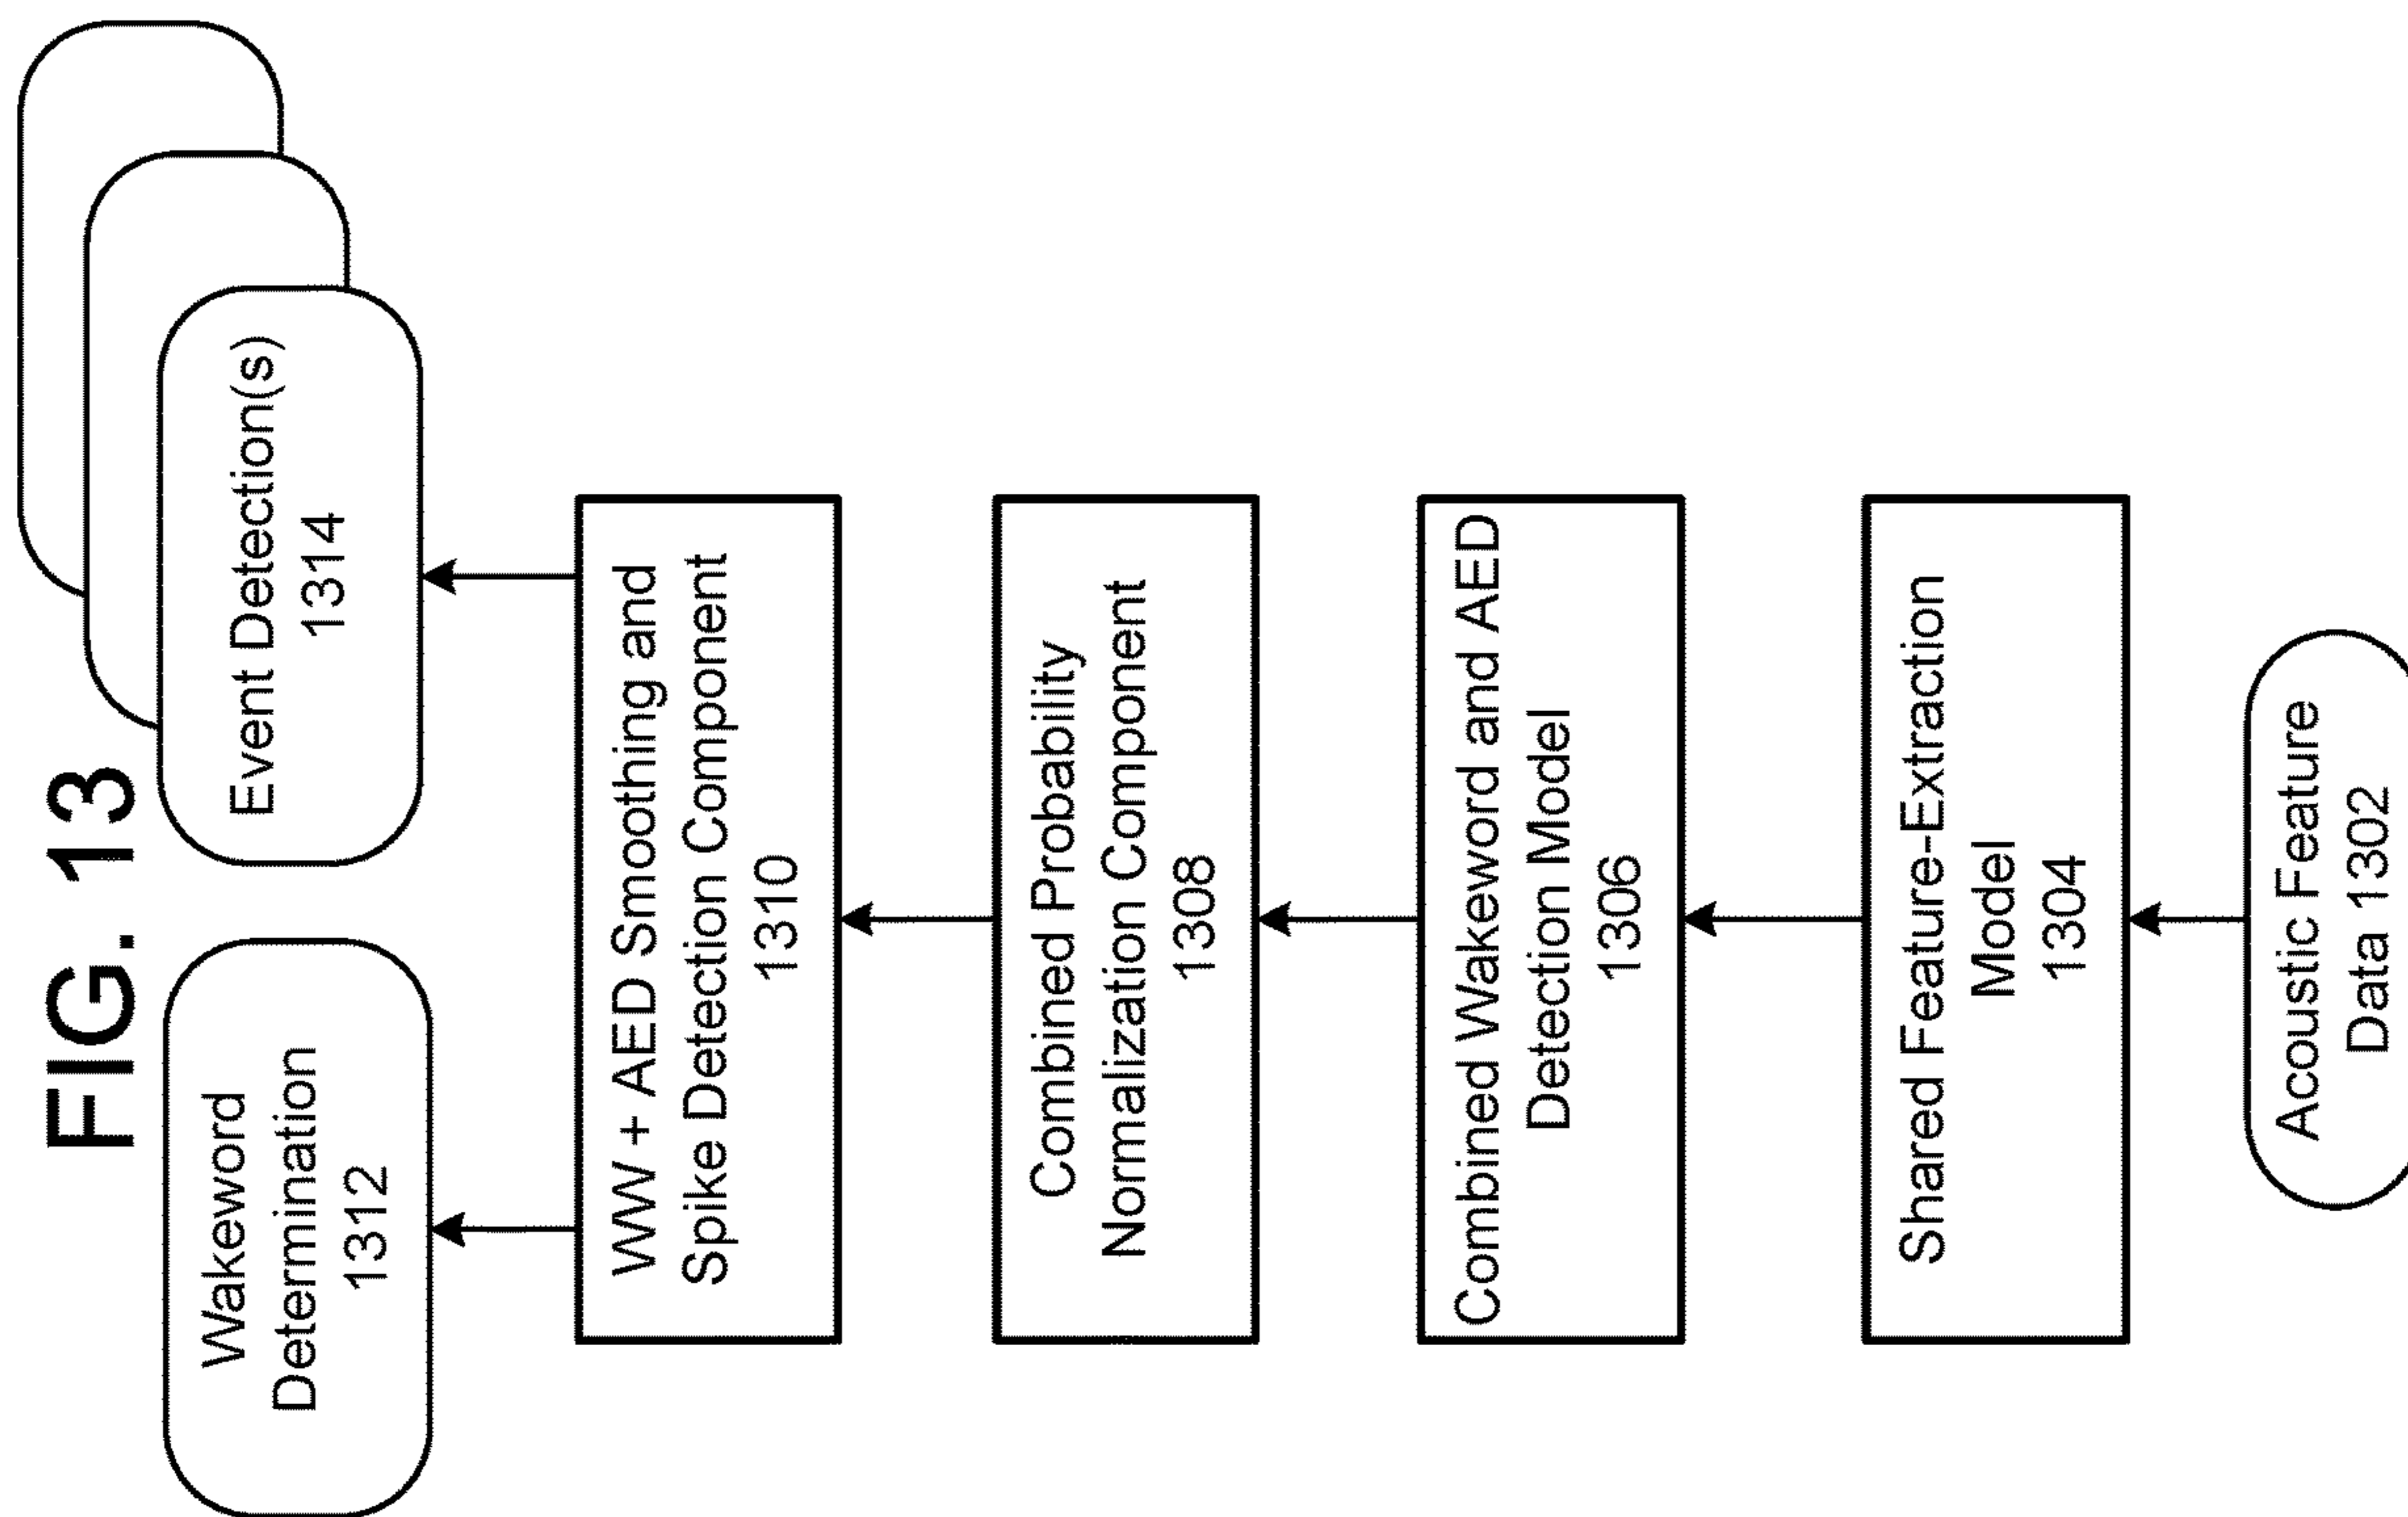 FIG. 13
Wakeword
Determination
1312
Event Detection(s)
1314
WW + AED Smoothing and
Spike Detection Component
1310
Combined Probability
Normalization Component
1308
Combined Wakeword and AED
Detection Model
1306
Shared Feature-Extraction
Model
1304
Acoustic Feature
Data 1302